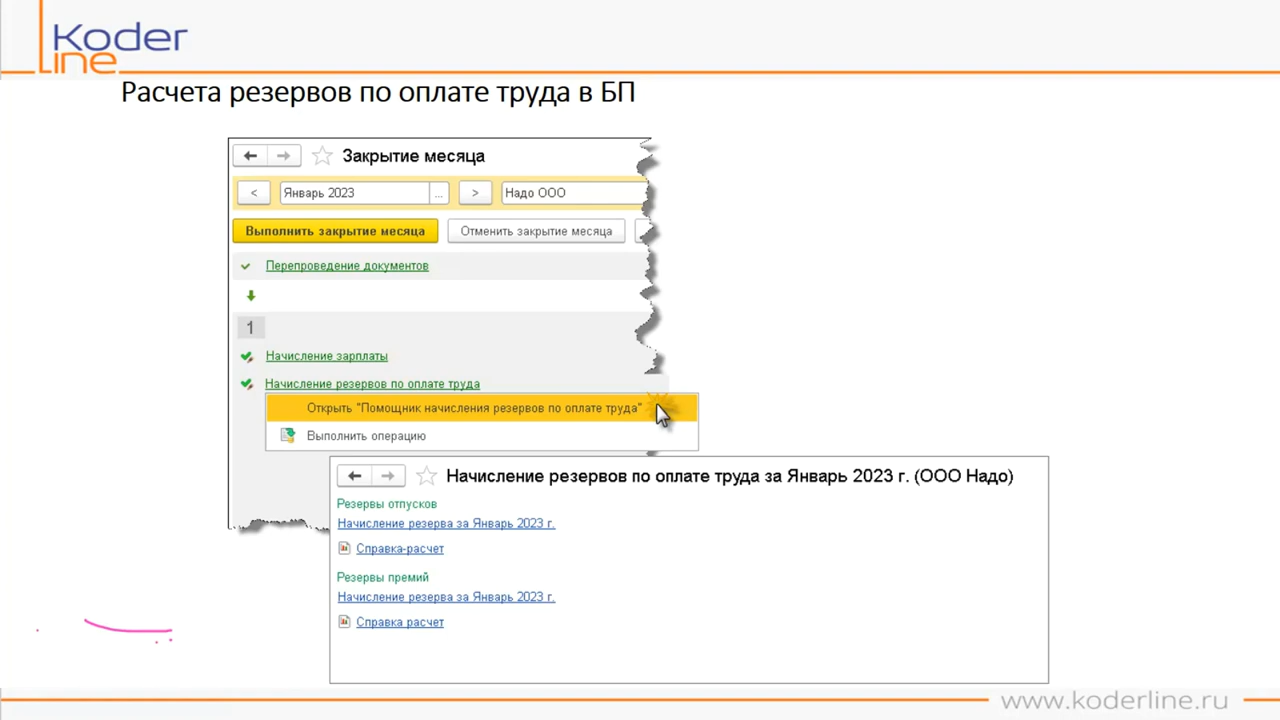 Koder
line
Расчета резервов по оплате труда в БП
Закрытие месяца
< Январь 2023 ... > Надо ООО
Выполнить закрытие месяца Отменить закрытие месяца
Перепроведение документов
1
Начисление зарплаты
Начисление резервов по оплате труда
Открыть "Помощник начисления резервов по оплате труда"
Выполнить операцию
Начисление резервов по оплате труда за Январь 2023 г. (ООО Надо)
Резервы отпусков
Начисление резерва за Январь 2023 г.
Справка-расчет
Резервы премий
Начисление резерва за Январь 2023 г.
Справка расчет
www.koderline.ru